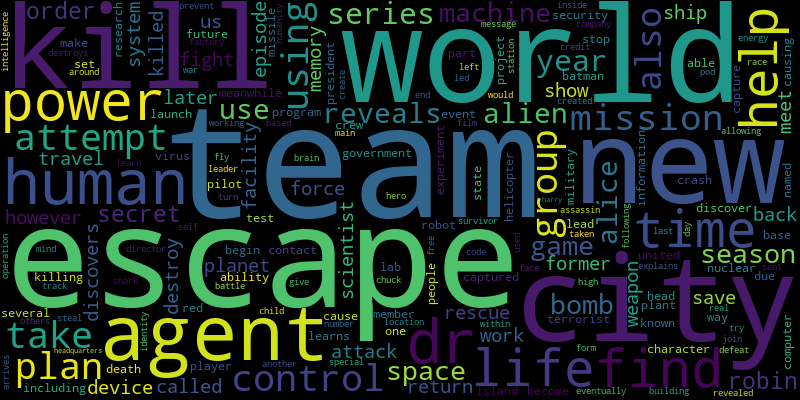 kill
world
team
new
escape
city
agent
human
power
attempt
plan
take
control
dr
life
find
time
help
group
mission
alien
series
machine
year
use
using
reveals
order
system
killed
fight
episode
memory
us
future
research
make
set
around
intelligence
factory
destroys
war
missile
president
create
community
message
company
inside
prevent
part
left
led
project
station
would
end
created
credit
pod
security
stop
batman
show
able
energy
race
ship
also
causing
meet
capture
allowing
later
launch
meanwhile
program
event
crew
main
film
travel
virus
learn
working
based
facility
fly
leader
turn
pilot
brain
government
force
hero
experiment
state
helicopter
military
information
alice
crash
named
discover
back
base
season
however
secret
self
test
scientist
robot
survivor
assassin
lead
taken
harry
following
last
day
game
former
united
explains
nuclear
sent
due
discovers
destroy
begin
contact
planet
ability
battle
give
lab
chuck
captured
people
free
code
used
face
high
rescue
bomb
terrorist
weapon
head
plant
known
save
real
way
try
join
defeat
operation
mind
director
killing
track
shark
several
others
steal
identity
red
child
cause
number
learns
location
member
one
within
work
attack
special
space
form
character
robin
computer
headquarters
arrives
death
device
including
called
player
another
return
island
become
eventually
building
revealed